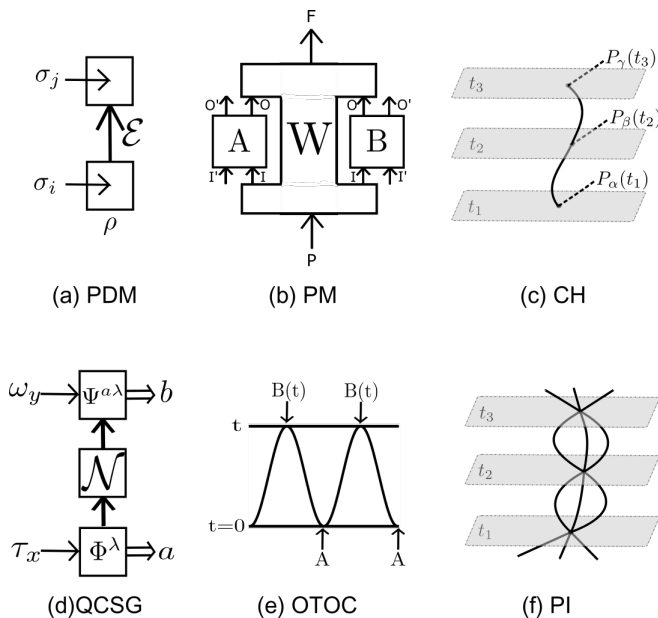 σ_j
ℰ
σ_i
ρ
(a) PDM
F
O' O O O'
A W B
I' I I I'
P
(b) PM
P_γ(t_3)
t_3
P_β(t_2)
t_2
P_α(t_1)
t_1
(c) CH
ω_y Ψ^{aλ} b
𝒩
τ_x Φ^λ a
(d)QCSG
B(t) B(t)
t
t=0
A A
(e) OTOC
t_3
t_2
t_1
(f) PI